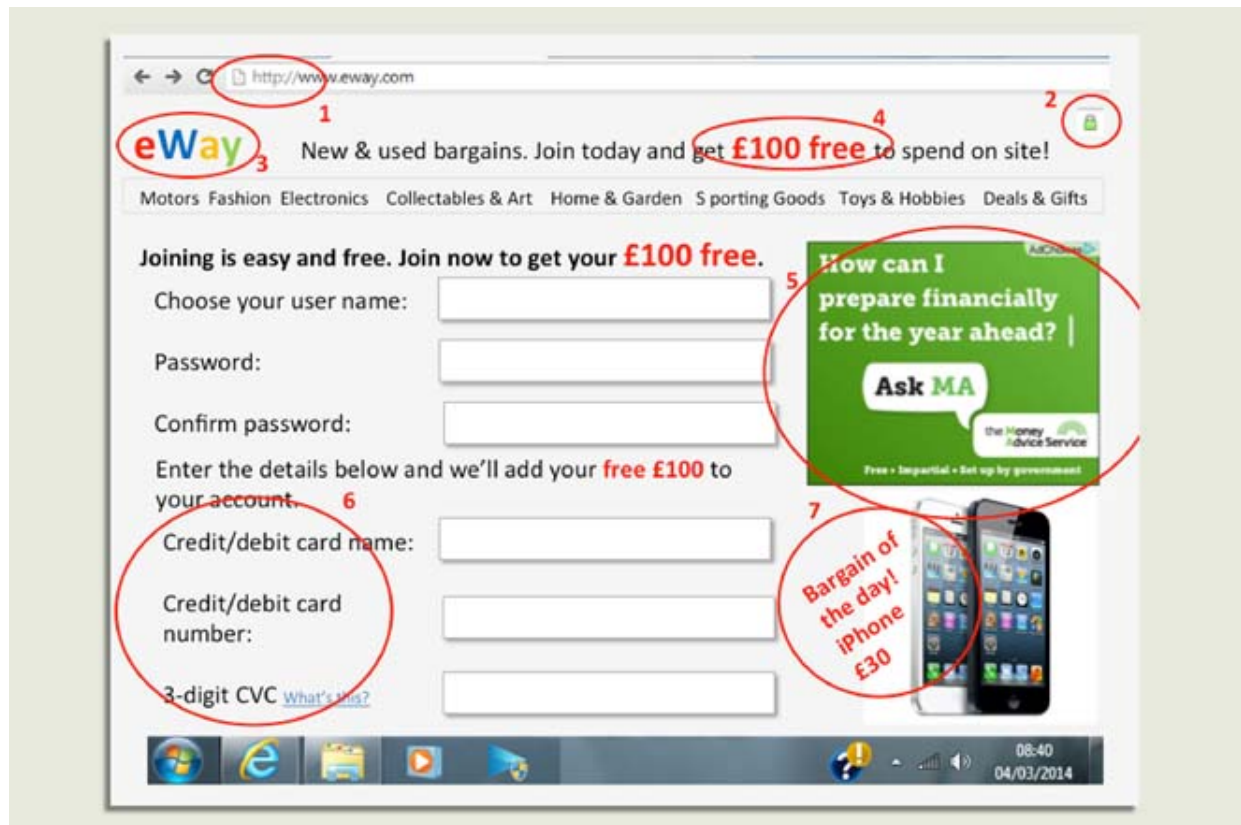 http://www.eway.com
1
2
eWay
3
4
New & used bargains. Join today and get £100 free to spend on site!
Motors Fashion Electronics Collectables & Art Home & Garden S porting Goods Toys & Hobbies Deals & Gifts
Joining is easy and free. Join now to get your £100 free.
Choose your user name:
Password:
Confirm password:
Enter the details below and we'll add your free £100 to
your account.
6
Credit/debit card name:
Credit/debit card
number:
3-digit CVC What's this?
5
AdChoices
How can I
prepare financially
for the year ahead?
Ask MA
the Money
Advice Service
Free • Impartial • Set up by government
7
Bargain of
the day!
iPhone
£30
08:40
04/03/2014